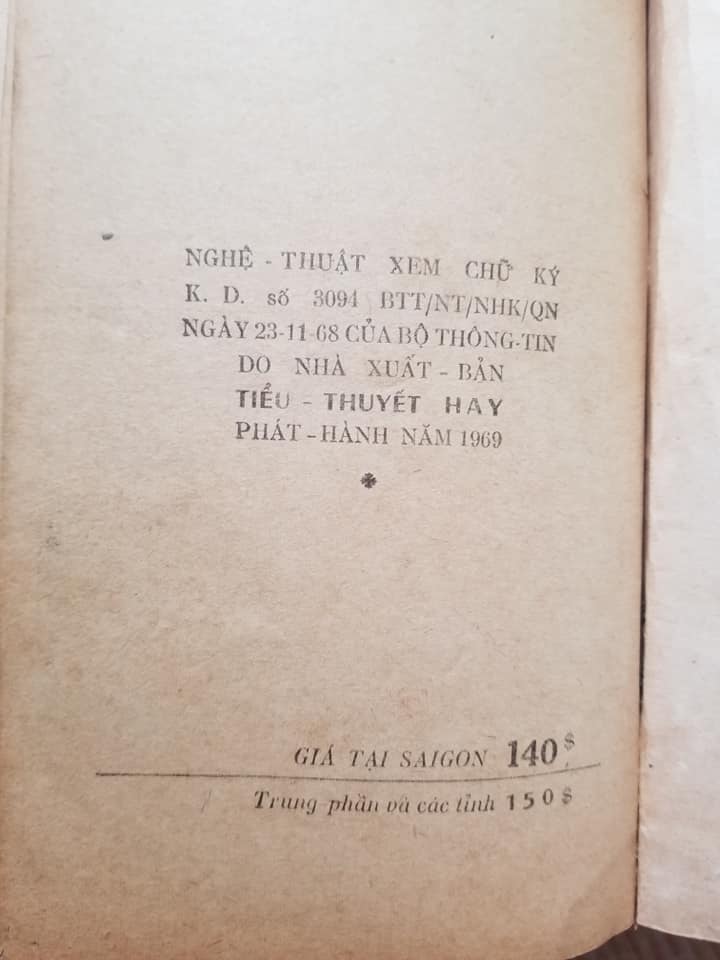 NGHỆ - THUẬT XEM CHỮ KÝ
K. D. số 3094 BTT/NT/NHK/QN
NGÀY 23-11-68 CỦA BỘ THÔNG-TIN
DO NHÀ XUẤT - BẢN
TIỂU - THUYẾT HAY
PHÁT - HÀNH NĂM 1969
GIÁ TẠI SAIGON 140$
Trung phần và các tỉnh 150$